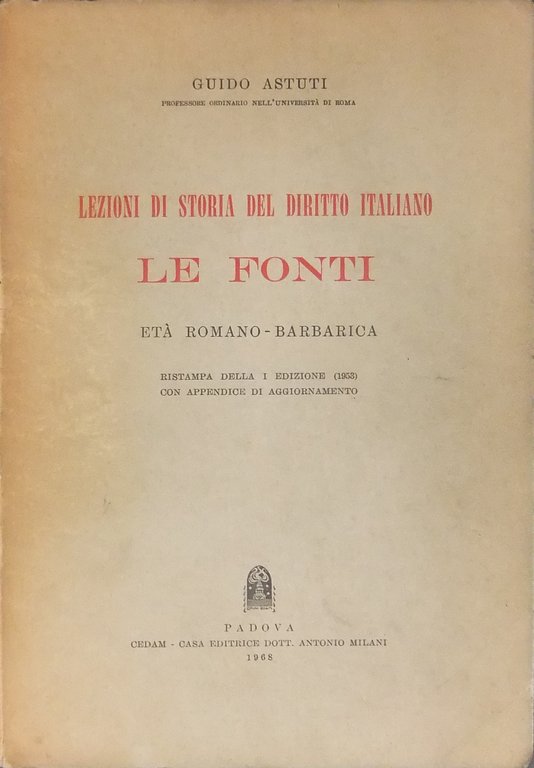 GUIDO ASTUTI
PROFESSORE ORDINARIO NELL'UNIVERSITÀ DI ROMA
LEZIONI DI STORIA DEL DIRITTO ITALIANO
LE FONTI
ETÀ ROMANO-BARBARICA
RISTAMPA DELLA I EDIZIONE (1953)
CON APPENDICE DI AGGIORNAMENTO
PADOVA
CEDAM - CASA EDITRICE DOTT. ANTONIO MILANI
1968